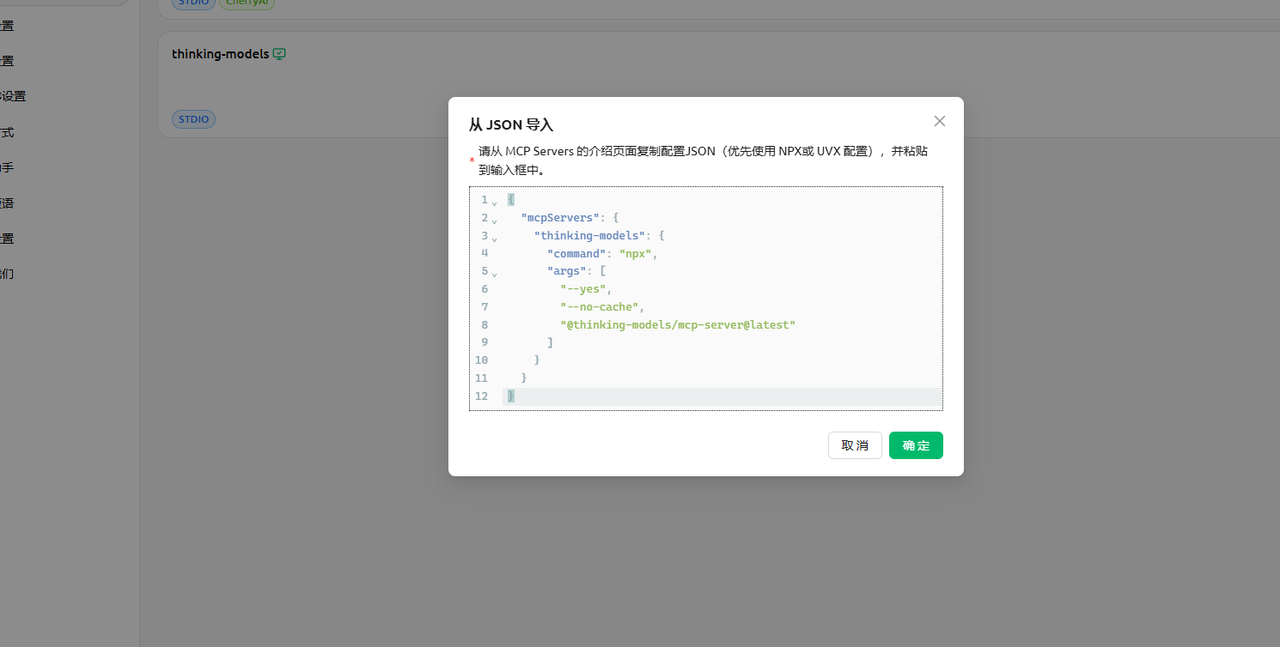 STDIO CherryAI
置
thinking-models
置
设置
STDIO
式
手
语
置
们
从 JSON 导入
* 请从 MCP Servers 的介绍页面复制配置JSON（优先使用 NPX或 UVX 配置），并粘贴
到输入框中。
1 {
2 "mcpServers": {
3 "thinking-models": {
4 "command": "npx",
5 "args": [
6 "--yes",
7 "--no-cache",
8 "@thinking-models/mcp-server@latest"
9 ]
10 }
11 }
12 }
取 消
确 定